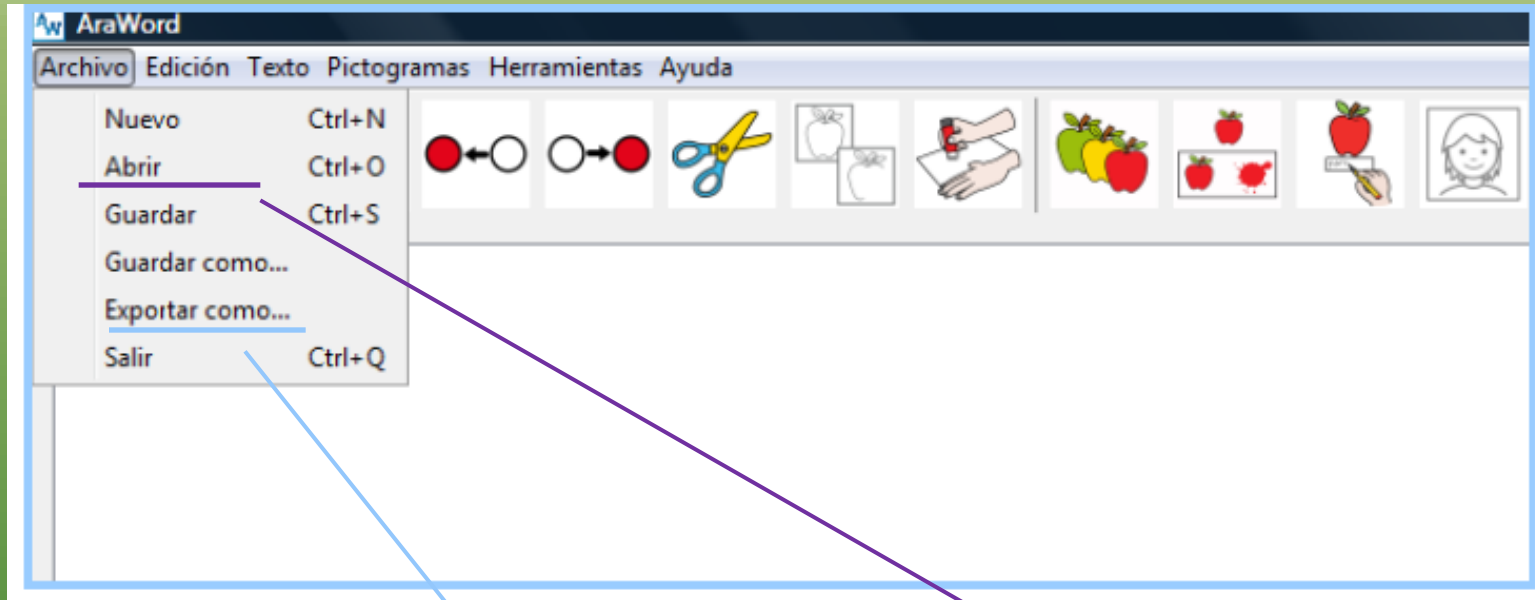 AW AraWord
Archivo Edición Texto Pictogramas Herramientas Ayuda
Nuevo Ctrl+N
Abrir Ctrl+O
Guardar Ctrl+S
Guardar como...
Exportar como...
Salir Ctrl+Q